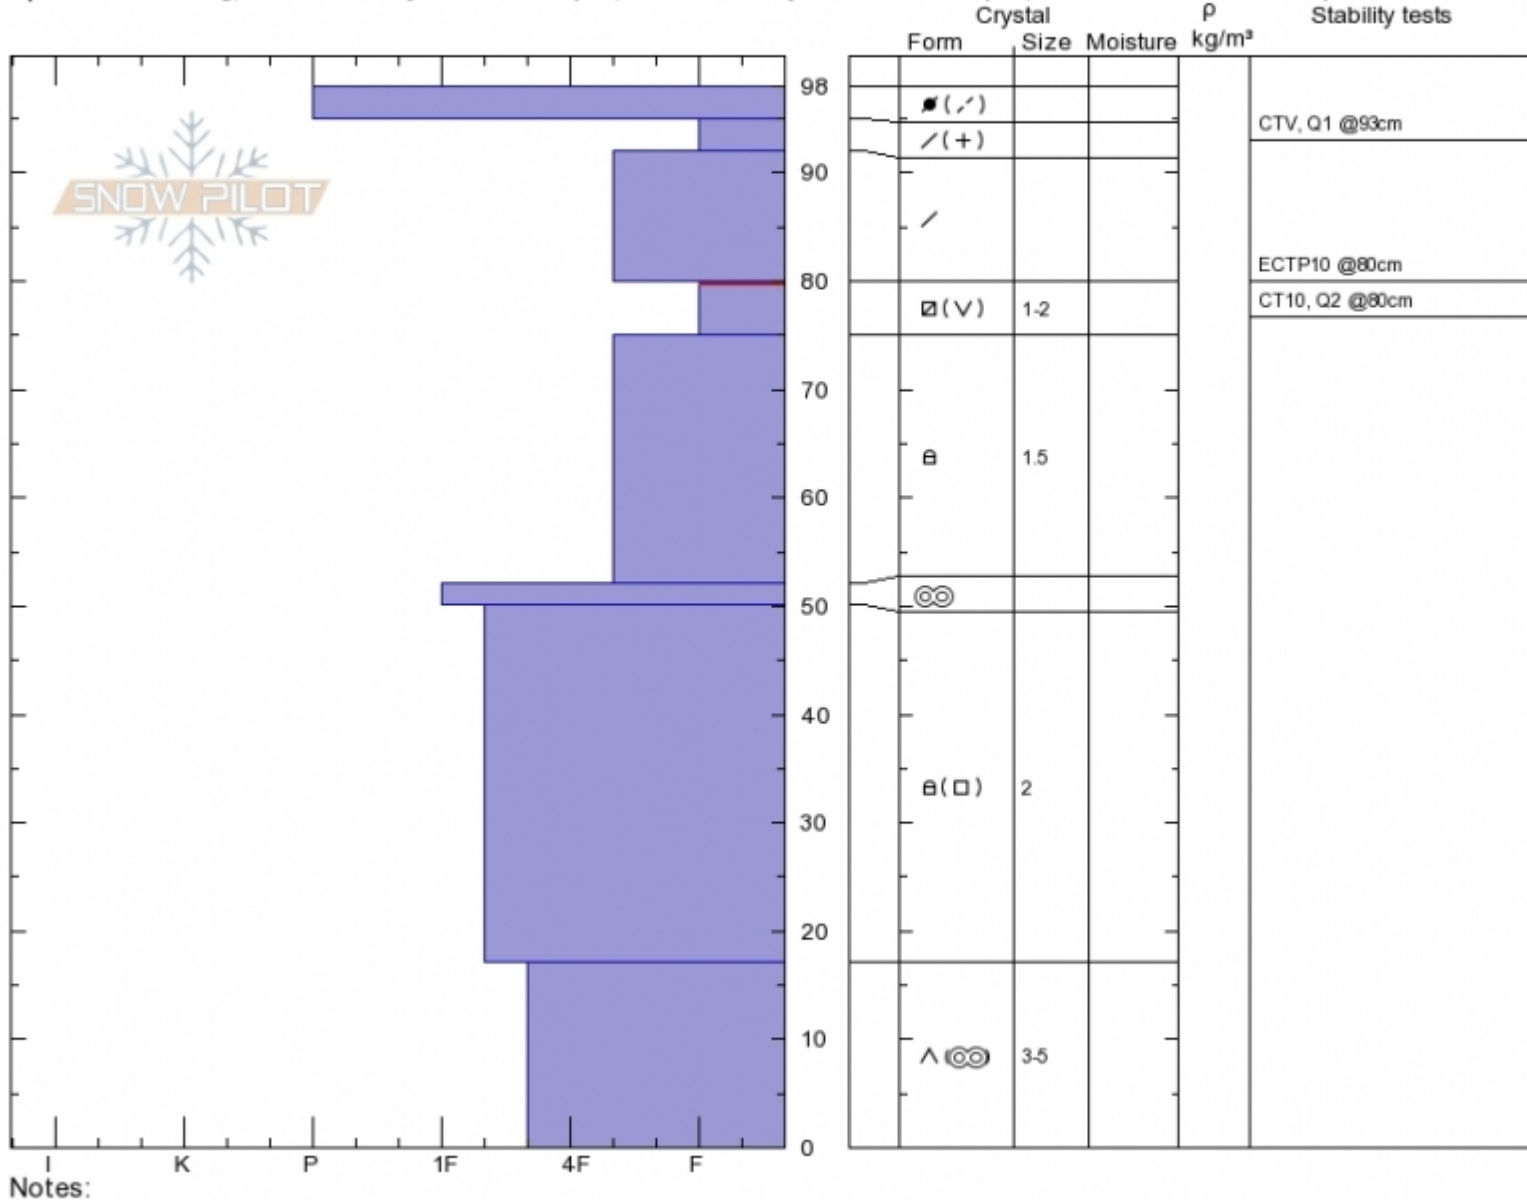 Crystal ρ Stability tests
Form Size Moisture kg/m³
98
CTV, Q1 @93cm
SNOW PILOT
90
ECTP10 @80cm
80
CT10, Q2 @80cm
1-2
70
1.5
60
50
40
2
30
20
10
3-5
0
I K P 1F 4F F
Notes: